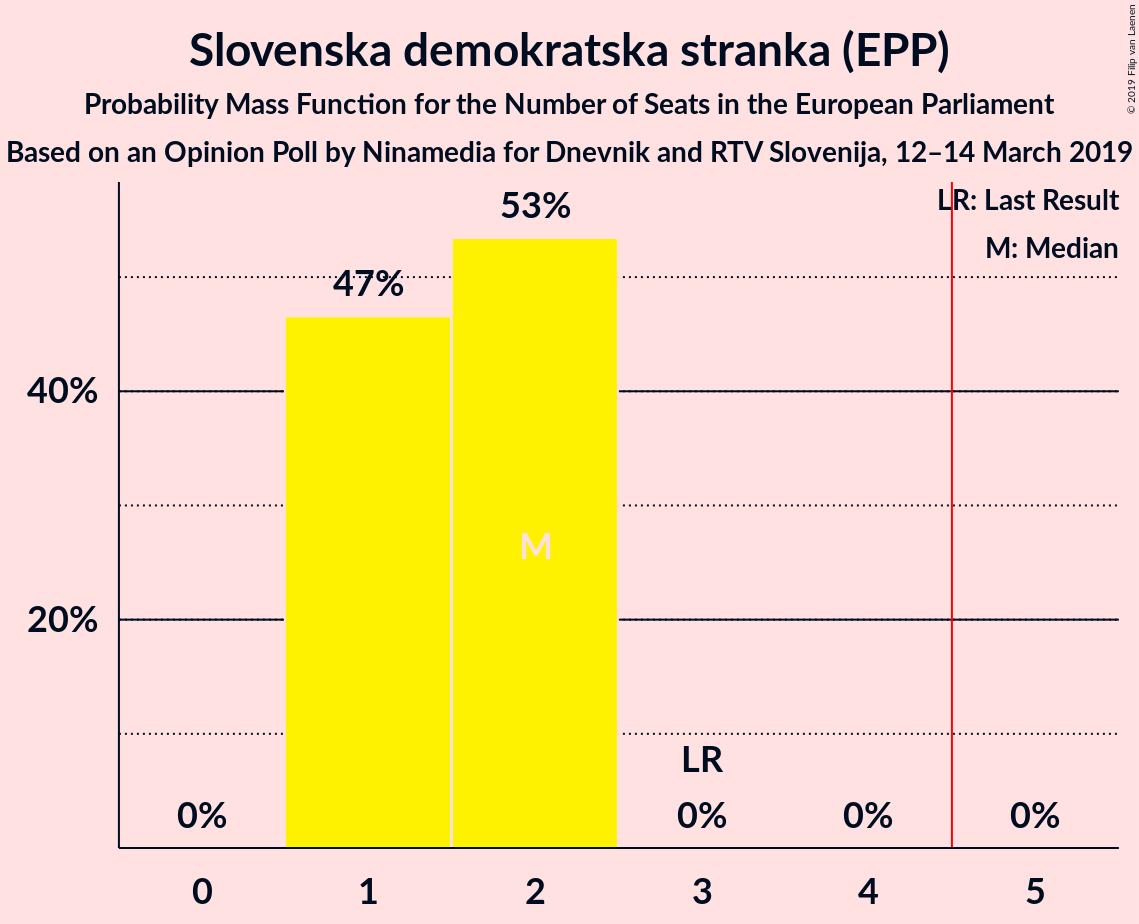 Slovenska demokratska stranka (EPP)
Probability Mass Function for the Number of Seats in the European Parliament
Based on an Opinion Poll by Ninamedia for Dnevnik and RTV Slovenija, 12–14 March 2019
© 2019 Filip van Laenen
LR: Last Result
M: Median
53%
47%
40%
M
20%
LR
0%
0%
0%
0%
0
1
2
3
4
5